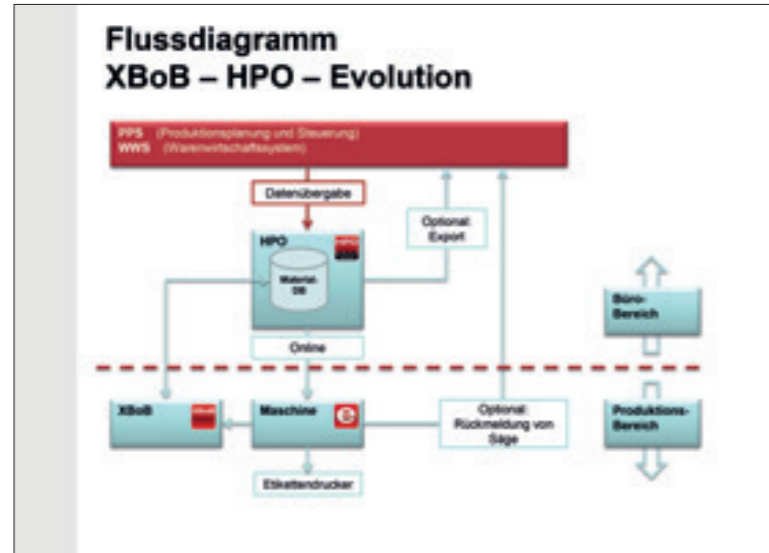 Flussdiagramm
XBoB – HPO – Evolution
PPS (Produktionsplanung und Steuerung)
WWS (Warenwirtschaftssystem)
Datenübergabe
Optional:
Export
HPO
HPO
Material-
DB
Büro-
Bereich
Online
XBoB
Maschine
Optional:
Rückmeldung von
Säge
Produktions-
Bereich
Etikettendrucker